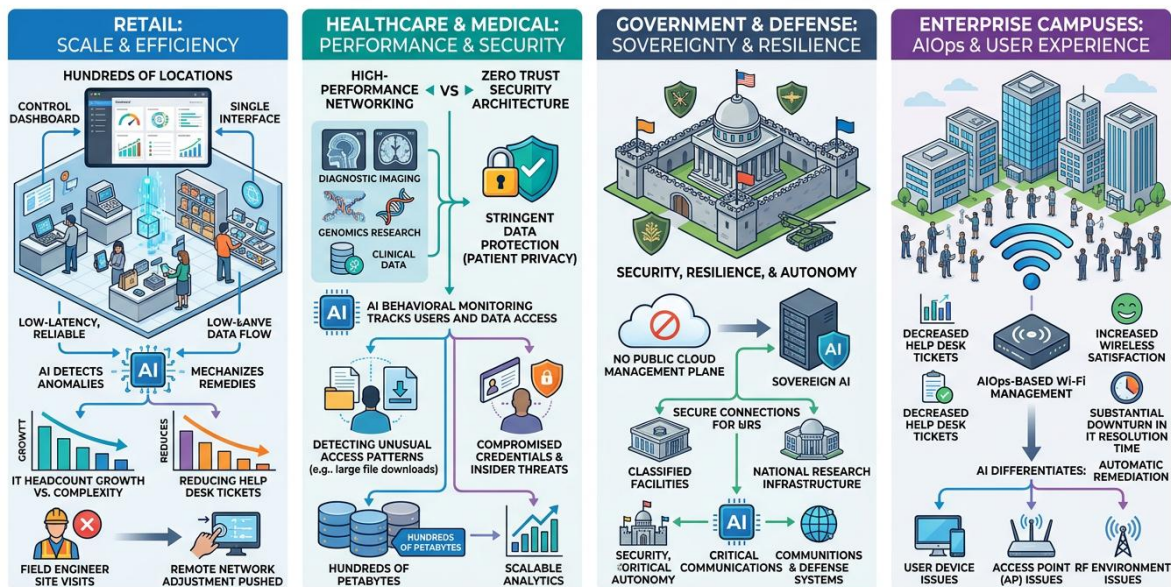 RETAIL:
SCALE & EFFICIENCY
HUNDREDS OF LOCATIONS
CONTROL
DASHBOARD
SINGLE
INTERFACE
LOW-LATENCY,
RELIABLE
LOW-LANVE
DATA FLOW
AI DETECTS
ANOMALIES
AI
MECHANIZES
REMEDIES
GROWTT
REDUCES
IT HEADCOUNT GROWTH
VS. COMPLEXITY
REDUCING HELP
DESK TICKETS
FIELD ENGINEER
SITE VISITS
REMOTE NETWORK
ADJUSTMENT PUSHED
HEALTHCARE & MEDICAL:
PERFORMANCE & SECURITY
HIGH-
PERFORMANCE
NETWORKING
VS
ZERO TRUST
SECURITY
ARCHITECTURE
DIAGNOSTIC IMAGING
GENOMICS RESEARCH
CLINICAL
DATA
STRINGENT
DATA
PROTECTION
(PATIENT PRIVACY)
AI
AI BEHAVIORAL MONITORING
TRACKS USERS AND DATA ACCESS
DETECTING UNUSUAL
ACCESS PATTERNS
(e.g., large file downloads)
COMPROMISED
CREDENTIALS &
INSIDER THREATS
HUNDREDS
OF PETABYTES
HUNDREDS OF
PETABYTES
SCALABLE
ANALYTICS
GOVERNMENT & DEFENSE:
SOVEREIGNTY & RESILIENCE
SECURITY, RESILIENCE, & AUTONOMY
NO PUBLIC CLOUD
MANAGEMENT PLANE
AI
SOVEREIGN AI
SECURE CONNECTIONS
FOR
CLASSIFIED
FACILITIES
NATIONAL RESEARCH
INFRASTRUCTURE
AI
SECURITY,
AUTONOMY
CRITICAL
COMMUNICATIONS
COMMUNITIONS
& DEFENSE SYSTEMS
ENTERPRISE CAMPUSES:
AIOps & USER EXPERIENCE
DECREASED
HELP DESK
TICKETS
INCREASED
WIRELESS
SATISFACTION
AIOps-BASED Wi-Fi
MANAGEMENT
DECREASED
HELP DESK
TICKETS
SUBSTANTIAL
DOWNTURN IN
IT RESOLUTION
TIME
AI DIFFERENTIATES:
AUTOMATIC
REMEDIATION
USER DEVICE
ISSUES
ACCESS POINT
(AP) ISSUES
RF ENVIRONMENT
ISSUES